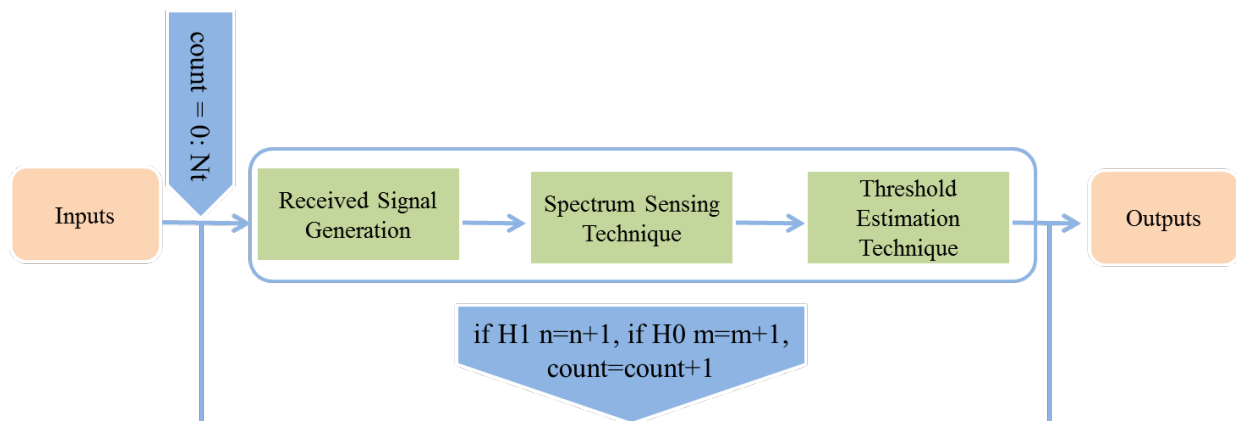 count = 0: Nt
Inputs
Received Signal
Generation
Spectrum Sensing
Technique
Threshold
Estimation
Technique
Outputs
if H1 n=n+1, if H0 m=m+1,
count=count+1